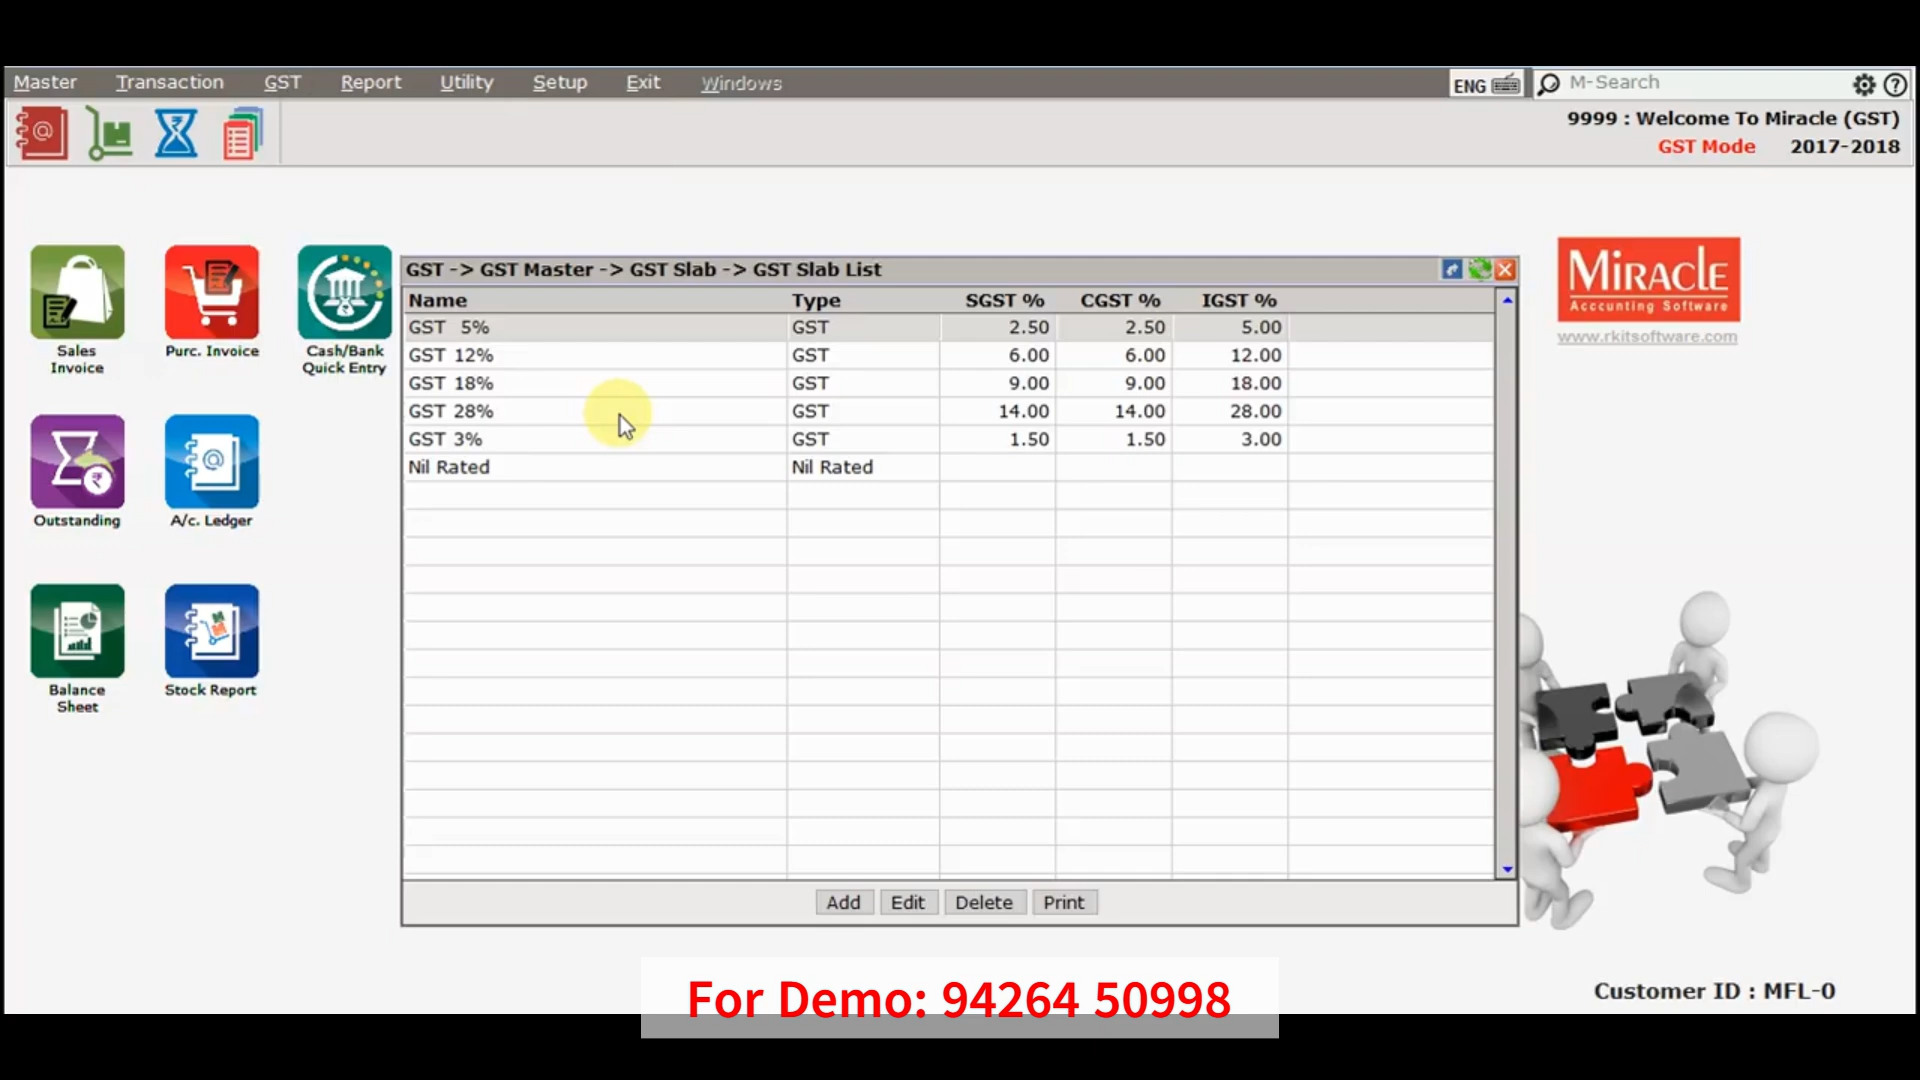 Master Transaction GST Report Utility Setup Exit Windows ENG M-Search
9999 : Welcome To Miracle (GST)
GST Mode 2017-2018
Sales Invoice
Purc. Invoice
Cash/Bank Quick Entry
Outstanding
A/c. Ledger
Balance Sheet
Stock Report
GST -> GST Master -> GST Slab -> GST Slab List
Name Type SGST % CGST % IGST %
GST 5% GST 2.50 2.50 5.00
GST 12% GST 6.00 6.00 12.00
GST 18% GST 9.00 9.00 18.00
GST 28% GST 14.00 14.00 28.00
GST 3% GST 1.50 1.50 3.00
Nil Rated Nil Rated
Add Edit Delete Print
MIRACLE
Accounting Software
www.rkitsoftware.com
Customer ID : MFL-0
For Demo: 94264 50998